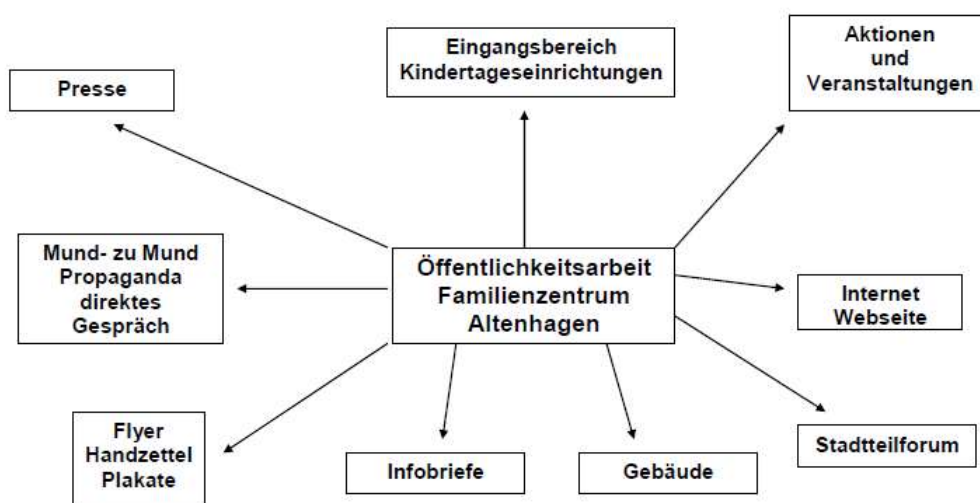 Eingangsbereich
Kindertageseinrichtungen
Aktionen
und
Veranstaltungen
Presse
Mund- zu Mund
Propaganda
direktes
Gespräch
Öffentlichkeitsarbeit
Familienzentrum
Altenhagen
Internet
Webseite
Flyer
Handzettel
Plakate
Infobriefe
Gebäude
Stadtteilforum